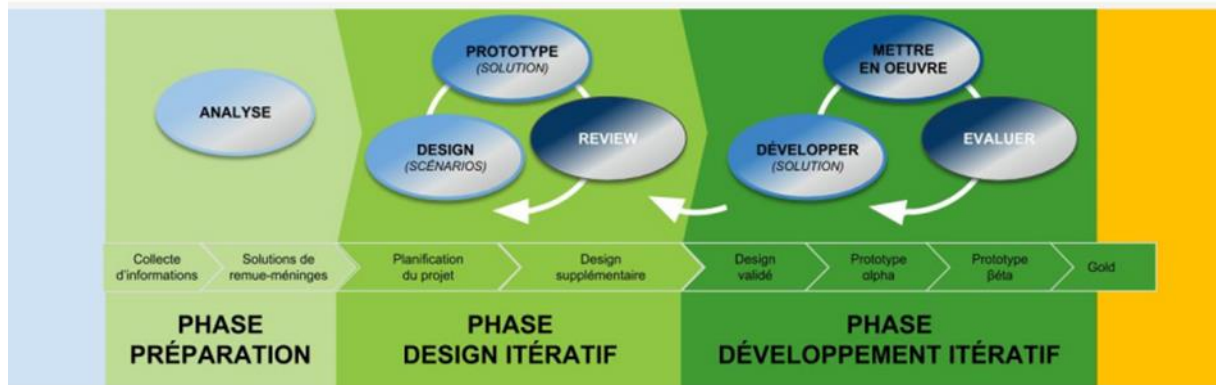 ANALYSE
PROTOTYPE
(SOLUTION)
DESIGN
(SCÉNARIOS)
REVIEW
METTRE
EN OEUVRE
DÉVELOPPER
(SOLUTION)
EVALUER
Collecte
d'informations
Solutions de
remue-méninges
Planification
du projet
Design
supplémentaire
Design
validé
Prototype
αlpha
Prototype
βéta
Gold
PHASE
PRÉPARATION
PHASE
DESIGN ITÉRATIF
PHASE
DÉVELOPPEMENT ITÉRATIF